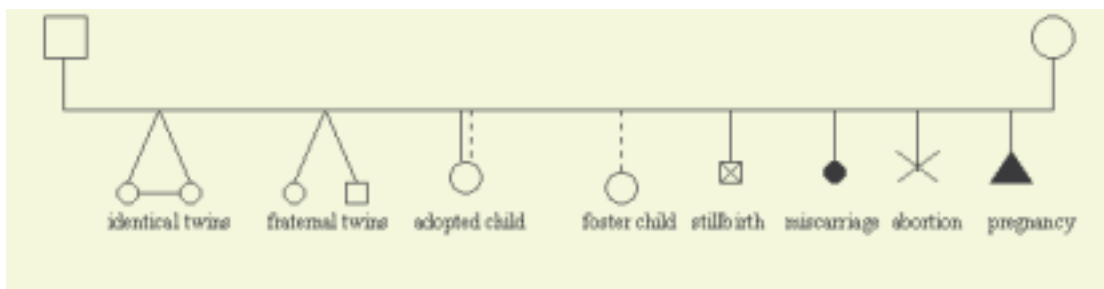 identical twins fraternal twins adopted child foster child stillbirth miscarriage abortion pregnancy